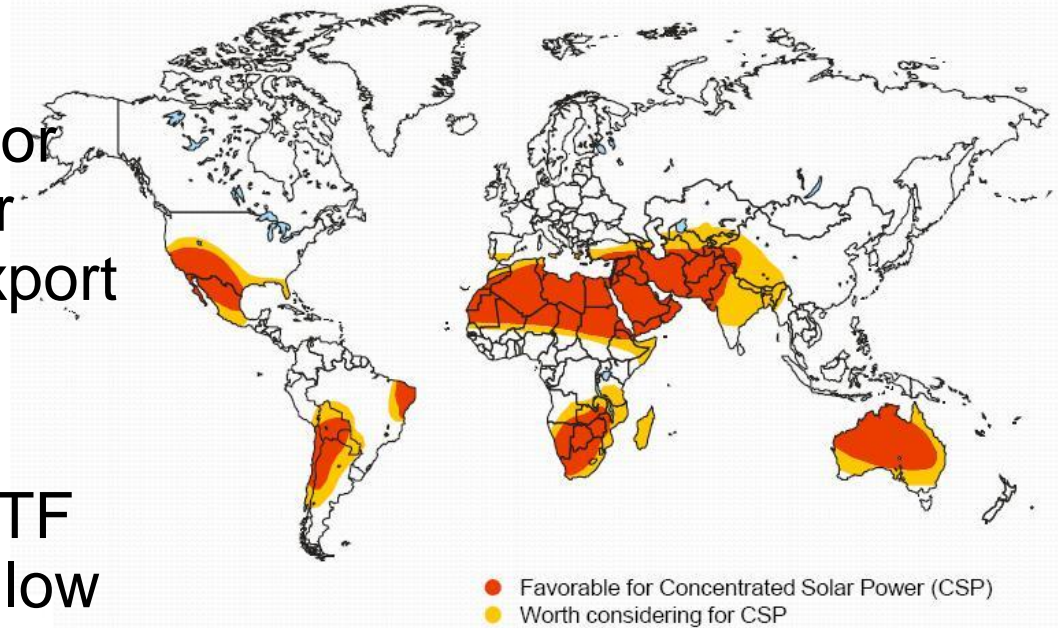 or
r
xport
TF
low
Favorable for Concentrated Solar Power (CSP)
Worth considering for CSP